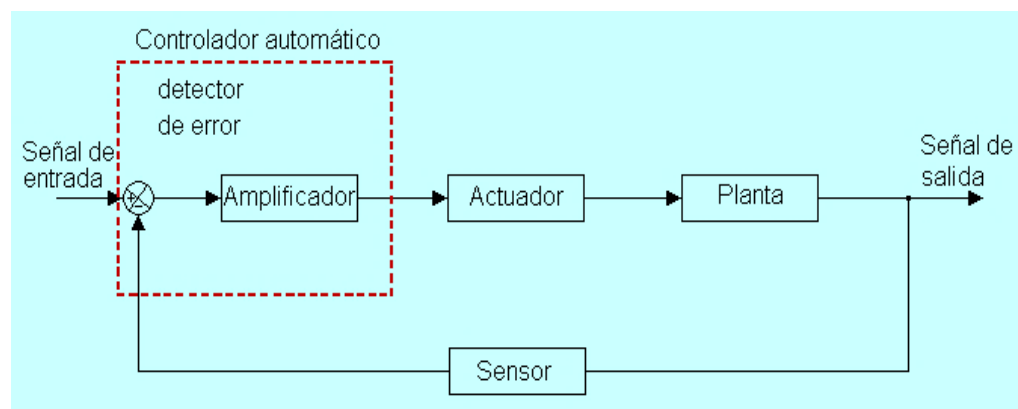 Controlador automático
detector
de error
Señal de
entrada
+
-
Amplificador
Actuador
Planta
Señal de
salida
Sensor